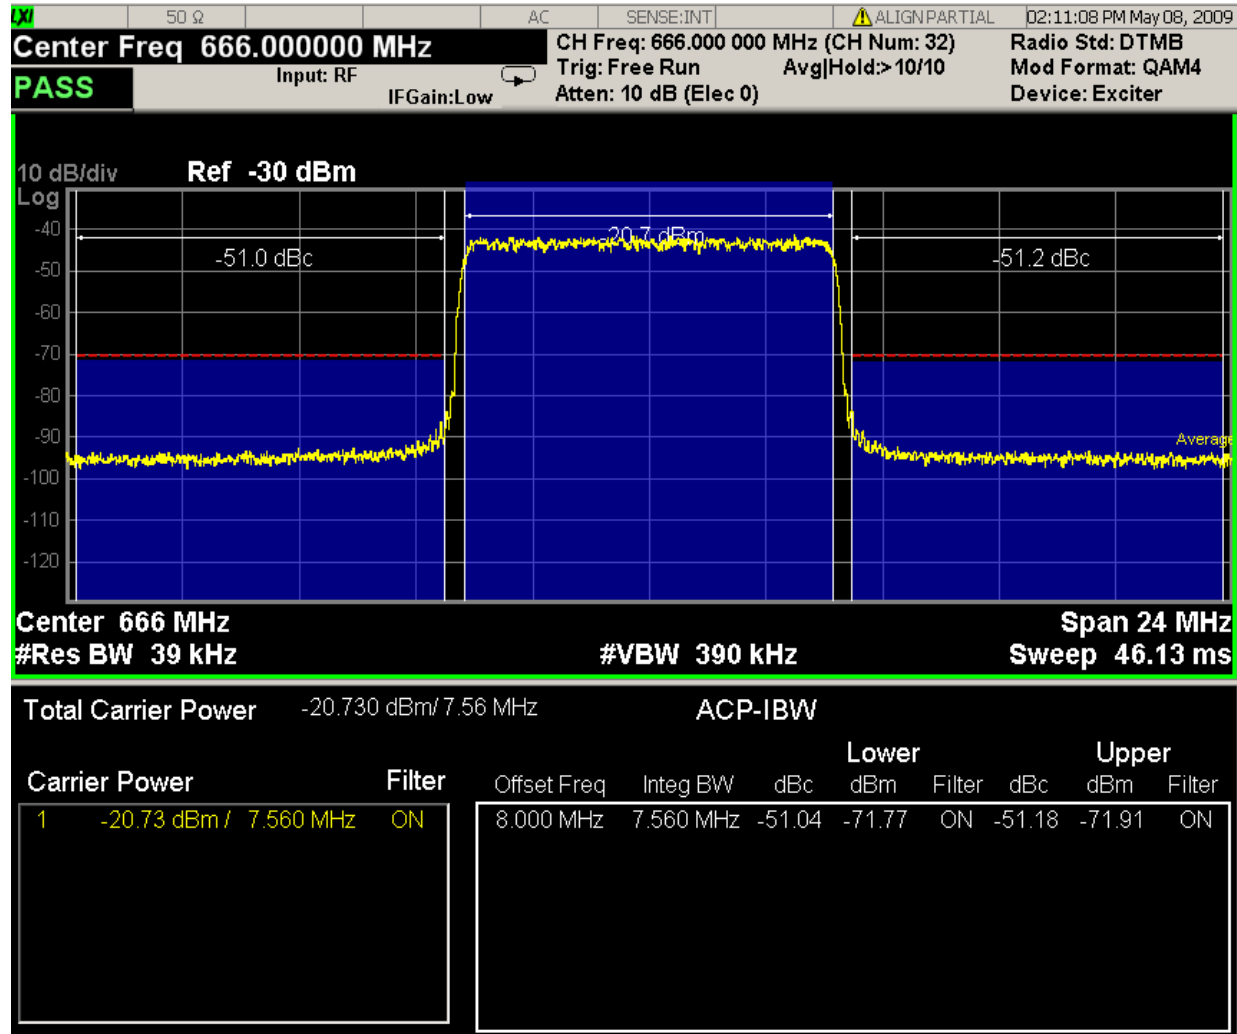 LXI 50 Ω AC SENSE:INT ALIGN PARTIAL 02:11:08 PM May 08, 2009
Center Freq 666.000000 MHz CH Freq: 666.000 000 MHz (CH Num: 32) Radio Std: DTMB
Input: RF Trig: Free Run Avg|Hold:>10/10 Mod Format: QAM4
PASS IFGain:Low Atten: 10 dB (Elec 0) Device: Exciter
10 dB/div Ref -30 dBm
Log
-40
-20.7 dBm
-51.0 dBc -51.2 dBc
-50
-60
-70
-80
-90
Average
-100
-110
-120
Center 666 MHz Span 24 MHz
#Res BW 39 kHz #VBW 390 kHz Sweep 46.13 ms
Total Carrier Power -20.730 dBm/ 7.56 MHz ACP-IBW
Lower Upper
Carrier Power Filter Offset Freq Integ BW dBc dBm Filter dBc dBm Filter
1 -20.73 dBm / 7.560 MHz ON 8.000 MHz 7.560 MHz -51.04 -71.77 ON -51.18 -71.91 ON